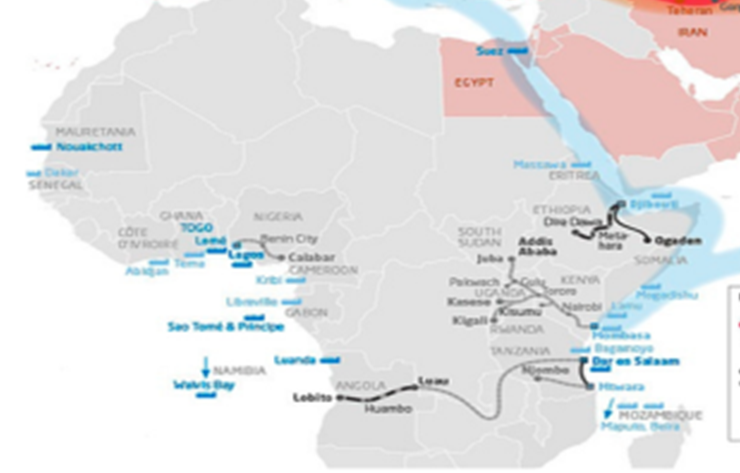 Teheran
IRAN
Suez
EGYPT
MAURETANIA
Nouakchott
Dakar
SENEGAL
Massawa
ERITREA
Djibouti
ETHIOPIA
Dire Dawa
Meta-
hara
Ogaden
SOMALIA
GHANA
TOGO
NIGERIA
CÔTE
D'IVROIRE
Lomé
Benin City
Lagos
Calabar
Tema
Abidjan
CAMEROON
Kribi
SOUTH
SUDAN
Addis
Ababa
Juba
Pakwach
Gulu
KENYA
UGANDA
Tororo
Kasese
Kisumu
Nairobi
Lamu
Mogadishu
Kigali
RWANDA
Mombasa
Libreville
GABON
Sao Tomé & Principe
TANZANIA
Bagamoyo
Dar es Salaam
Luanda
NAMIBIA
Walvis Bay
Njombo
Mtwara
ANGOLA
Luau
Lobito
Huambo
MOZAMBIQUE
Maputo, Beira